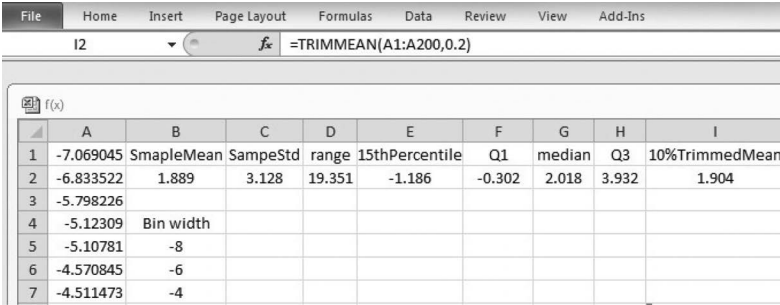 File Home Insert Page Layout Formulas Data Review View Add-Ins
I2 fx =TRIMMEAN(A1:A200,0.2)
f(x)
A B C D E F G H I
1 -7.069045 SmapleMean SampeStd range 15thPercentile Q1 median Q3 10%TrimmedMean
2 -6.833522 1.889 3.128 19.351 -1.186 -0.302 2.018 3.932 1.904
3 -5.798226
4 -5.12309 Bin width
5 -5.10781 -8
6 -4.570845 -6
7 -4.511473 -4